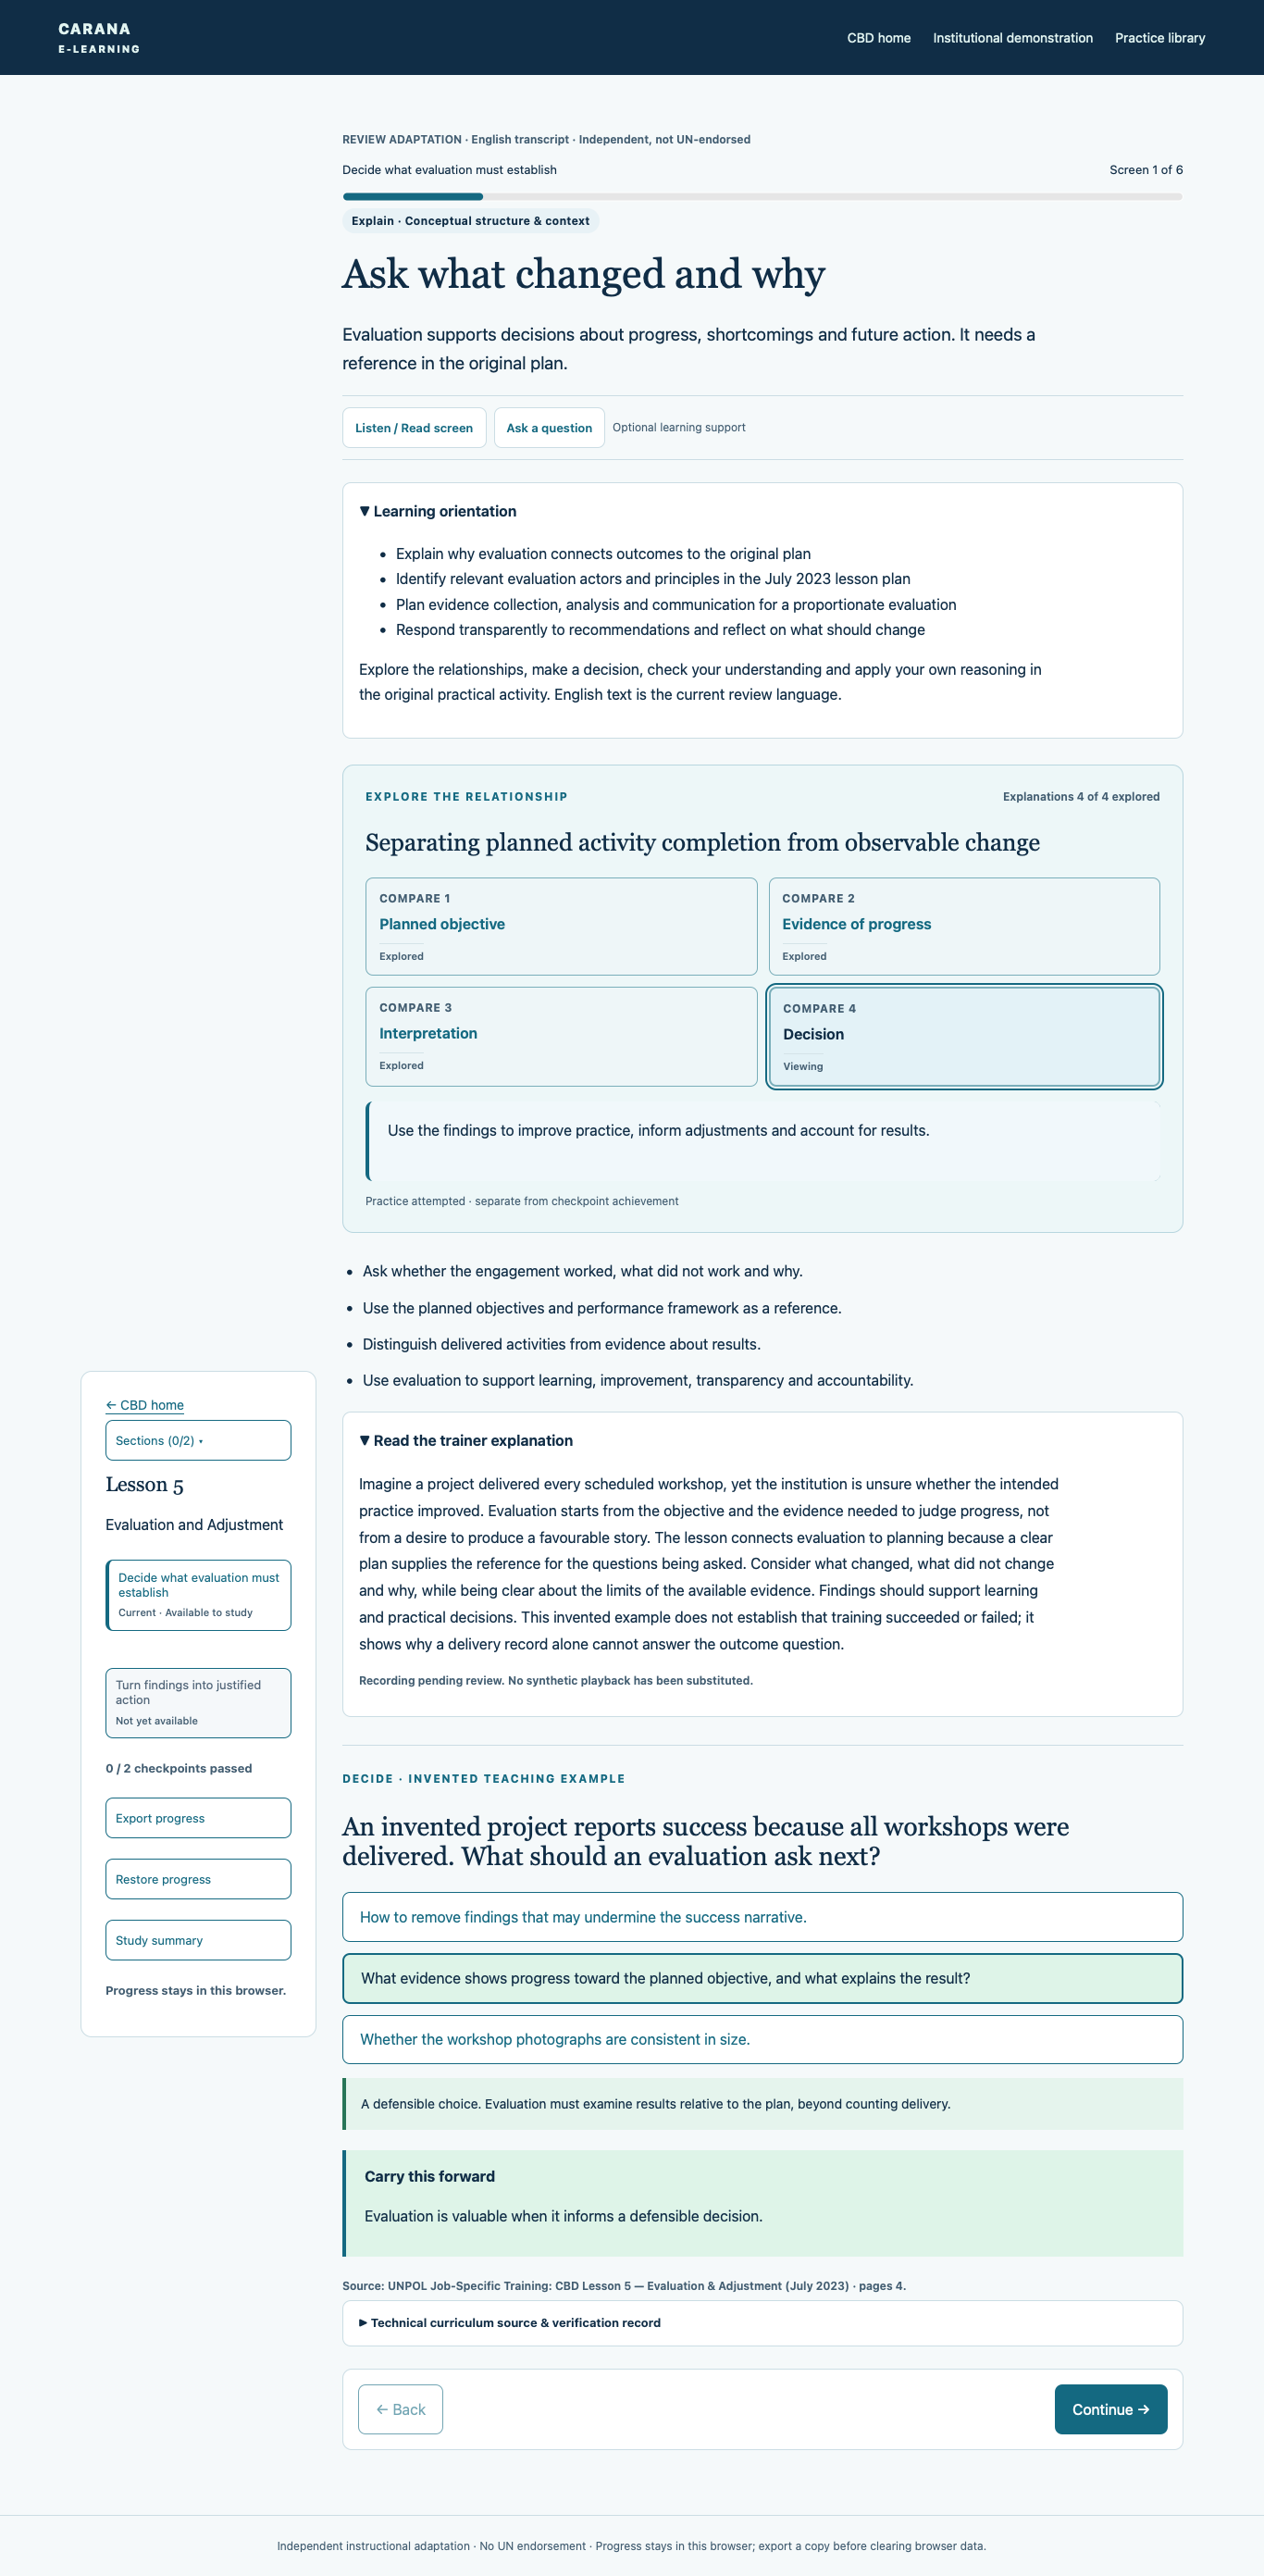 CARANA
E-LEARNING
CBD home
Institutional demonstration
Practice library
REVIEW ADAPTATION · English transcript · Independent, not UN-endorsed
Decide what evaluation must establish
Screen 1 of 6
Explain · Conceptual structure & context
Ask what changed and why
Evaluation supports decisions about progress, shortcomings and future action. It needs a
reference in the original plan.
Listen / Read screen
Ask a question
Optional learning support
▼ Learning orientation
• Explain why evaluation connects outcomes to the original plan
• Identify relevant evaluation actors and principles in the July 2023 lesson plan
• Plan evidence collection, analysis and communication for a proportionate evaluation
• Respond transparently to recommendations and reflect on what should change
Explore the relationships, make a decision, check your understanding and apply your own reasoning in
the original practical activity. English text is the current review language.
EXPLORE THE RELATIONSHIP
Explanations 4 of 4 explored
Separating planned activity completion from observable change
COMPARE 1
Planned objective
Explored
COMPARE 2
Evidence of progress
Explored
COMPARE 3
Interpretation
Explored
COMPARE 4
Decision
Viewing
Use the findings to improve practice, inform adjustments and account for results.
Practice attempted · separate from checkpoint achievement
• Ask whether the engagement worked, what did not work and why.
• Use the planned objectives and performance framework as a reference.
• Distinguish delivered activities from evidence about results.
• Use evaluation to support learning, improvement, transparency and accountability.
← CBD home
Sections (0/2) ▾
Lesson 5
Evaluation and Adjustment
Decide what evaluation must
establish
Current · Available to study
Turn findings into justified
action
Not yet available
0 / 2 checkpoints passed
Export progress
Restore progress
Study summary
Progress stays in this browser.
▼ Read the trainer explanation
Imagine a project delivered every scheduled workshop, yet the institution is unsure whether the intended
practice improved. Evaluation starts from the objective and the evidence needed to judge progress, not
from a desire to produce a favourable story. The lesson connects evaluation to planning because a clear
plan supplies the reference for the questions being asked. Consider what changed, what did not change
and why, while being clear about the limits of the available evidence. Findings should support learning
and practical decisions. This invented example does not establish that training succeeded or failed; it
shows why a delivery record alone cannot answer the outcome question.
Recording pending review. No synthetic playback has been substituted.
DECIDE · INVENTED TEACHING EXAMPLE
An invented project reports success because all workshops were
delivered. What should an evaluation ask next?
How to remove findings that may undermine the success narrative.
What evidence shows progress toward the planned objective, and what explains the result?
Whether the workshop photographs are consistent in size.
A defensible choice. Evaluation must examine results relative to the plan, beyond counting delivery.
Carry this forward
Evaluation is valuable when it informs a defensible decision.
Source: UNPOL Job-Specific Training: CBD Lesson 5 — Evaluation & Adjustment (July 2023) · pages 4.
▶ Technical curriculum source & verification record
← Back
Continue →
Independent instructional adaptation · No UN endorsement · Progress stays in this browser; export a copy before clearing browser data.